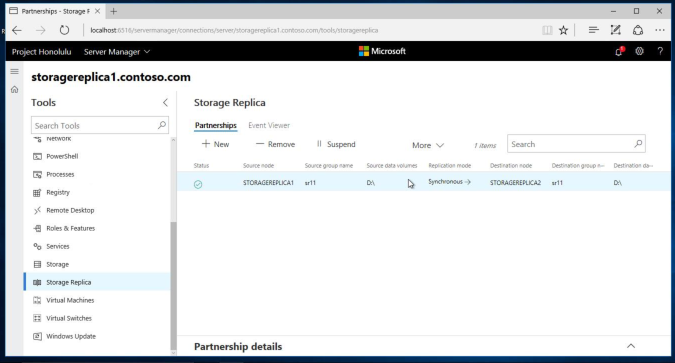 Partnerships - Storage F
localhost:6516/servermanager/connections/server/storagereplica1.contoso.com/tools/storagereplica
Project Honolulu Server Manager
Microsoft
storagereplica1.contoso.com
Tools
Search Tools
Network
PowerShell
Processes
Registry
Remote Desktop
Roles & Features
Services
Storage
Storage Replica
Virtual Machines
Virtual Switches
Windows Update
Storage Replica
Partnerships Event Viewer
New Remove Suspend More 1 items Search
Status Source node Source group name Source data volumes Replication mode Destination node Destination group n... Destination da...
STORAGEREPLICA1 sr11 D:\ Synchronous → STORAGEREPLICA2 sr11 D:\
Partnership details